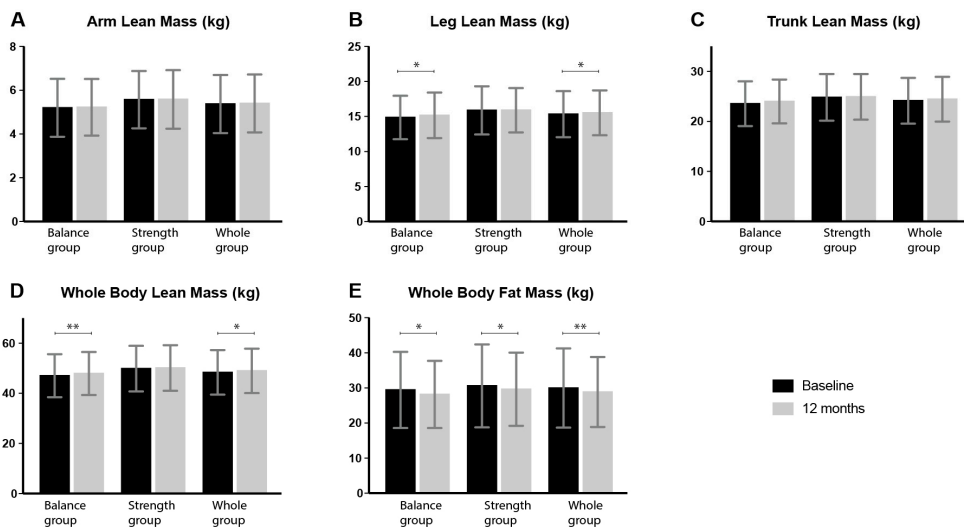 A Arm Lean Mass (kg)
8
6
4
2
0
Balance group
Strength group
Whole group
B Leg Lean Mass (kg)
25
20
15
10
5
0
*
*
Balance group
Strength group
Whole group
C Trunk Lean Mass (kg)
30
20
10
0
Balance group
Strength group
Whole group
D Whole Body Lean Mass (kg)
60
40
20
0
**
*
Balance group
Strength group
Whole group
E Whole Body Fat Mass (kg)
50
40
30
20
10
0
*
*
**
Balance group
Strength group
Whole group
Baseline
12 months